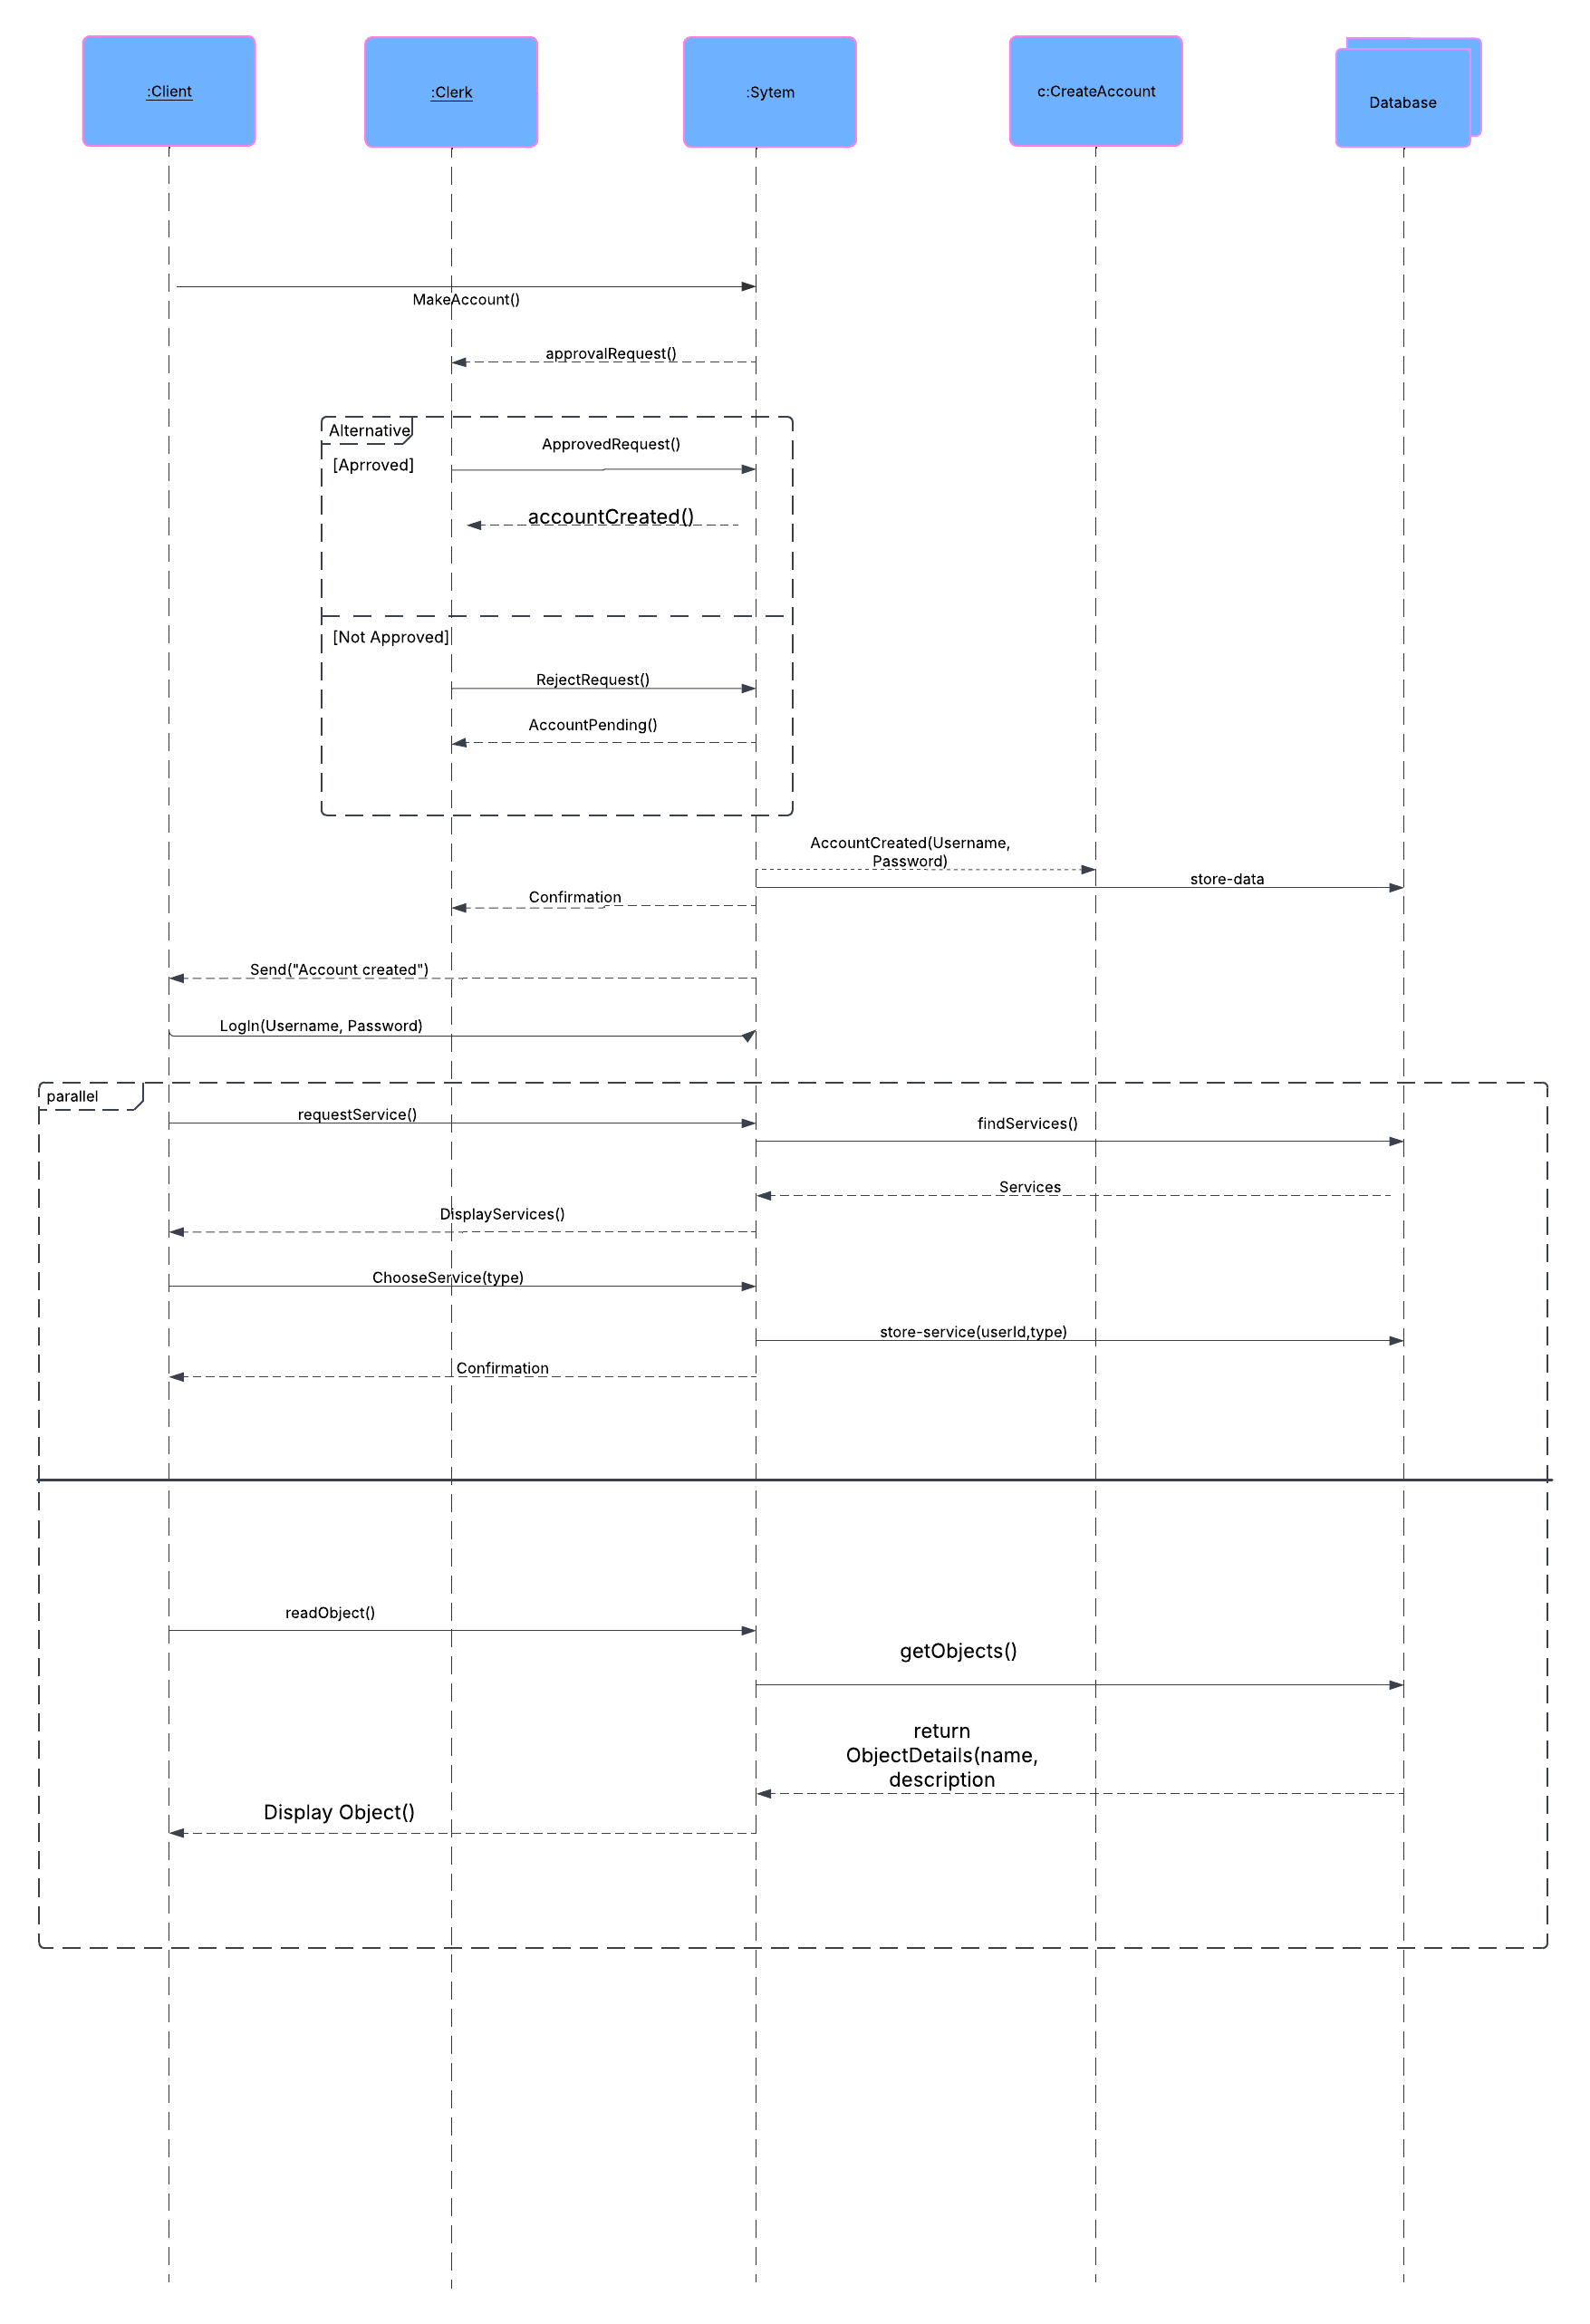 :Client
:Clerk
:Sytem
c:CreateAccount
Database
MakeAccount()
approvalRequest()
Alternative
ApprovedRequest()
[Aprroved]
accountCreated()
[Not Approved]
RejectRequest()
AccountPending()
AccountCreated(Username,
Password)
store-data
Confirmation
Send("Account created")
LogIn(Username, Password)
parallel
requestService()
findServices()
Services
DisplayServices()
ChooseService(type)
store-service(userId,type)
Confirmation
readObject()
getObjects()
return
ObjectDetails(name,
description
Display Object()